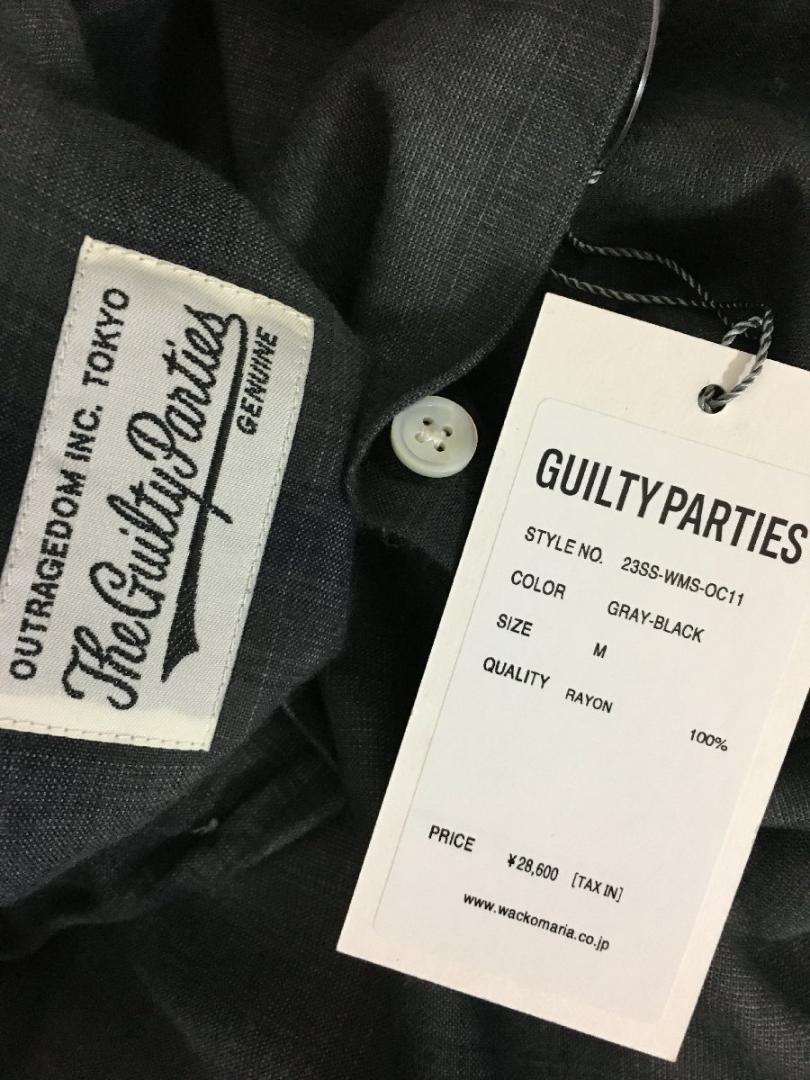 OUTRAGEDOM INC. TOKYO
The Guilty Parties
GENUINE
GUILTY PARTIES
STYLE NO. 23SS-WMS-OC11
COLOR GRAY-BLACK
SIZE M
QUALITY RAYON 100%
PRICE ¥28,600 [TAX IN]
www.wackomaria.co.jp